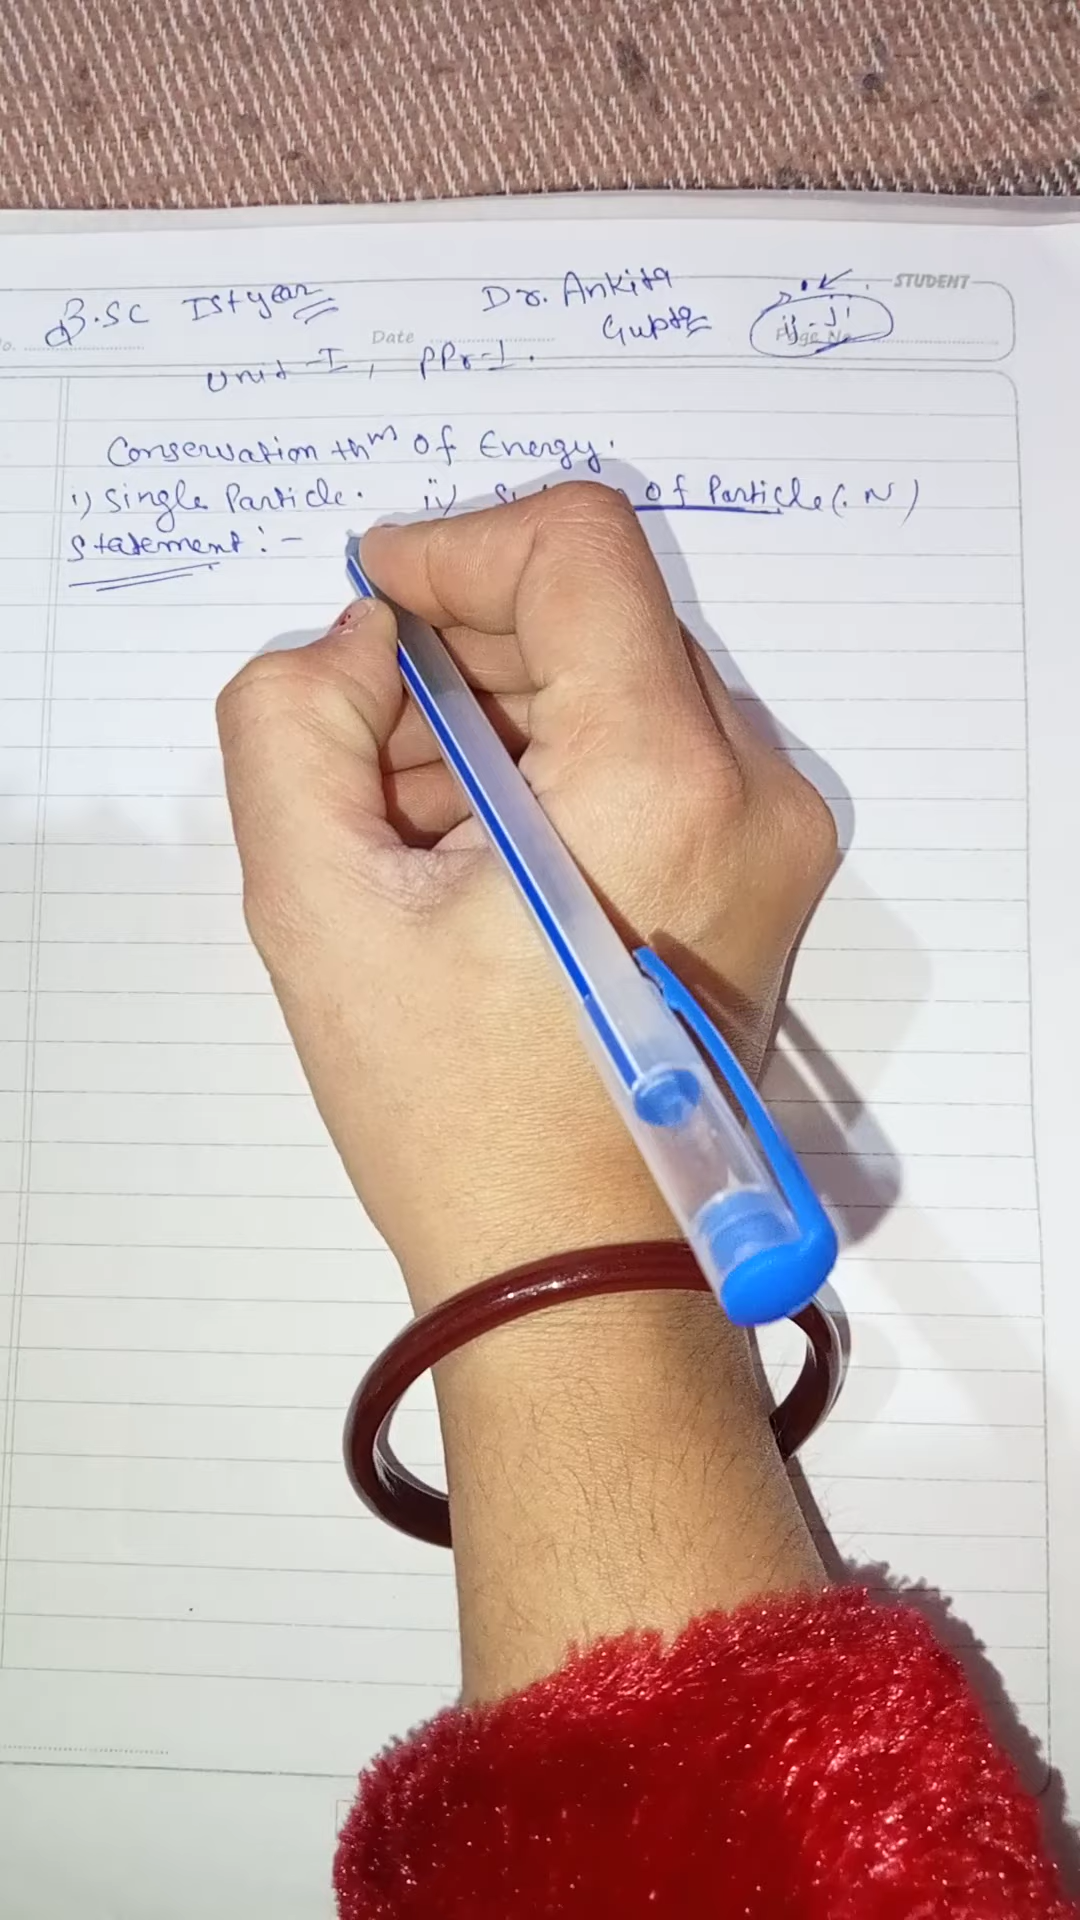 B.SC Ist year Dr. Ankita STUDENT
Gupta
Date Page No.
Unit-I, PPr-I.
Conservation thm of Energy.
i) Single Particle. ii) of Particle (.N)
Statement :-